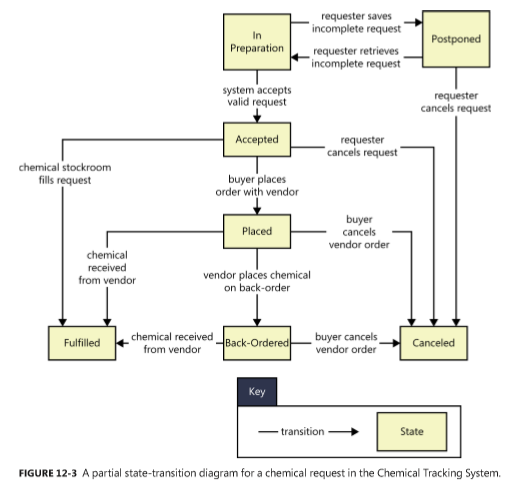 requester saves
incomplete request
In
Preparation
Postponed
requester retrieves
incomplete request
system accepts
valid request
requester
cancels request
Accepted
requester
cancels request
chemical stockroom
fills request
buyer places
order with vendor
Placed
buyer
cancels
vendor order
chemical
received
from vendor
vendor places chemical
on back-order
Fulfilled
chemical received
from vendor
Back-Ordered
buyer cancels
vendor order
Canceled
Key
transition
State
FIGURE 12-3 A partial state-transition diagram for a chemical request in the Chemical Tracking System.